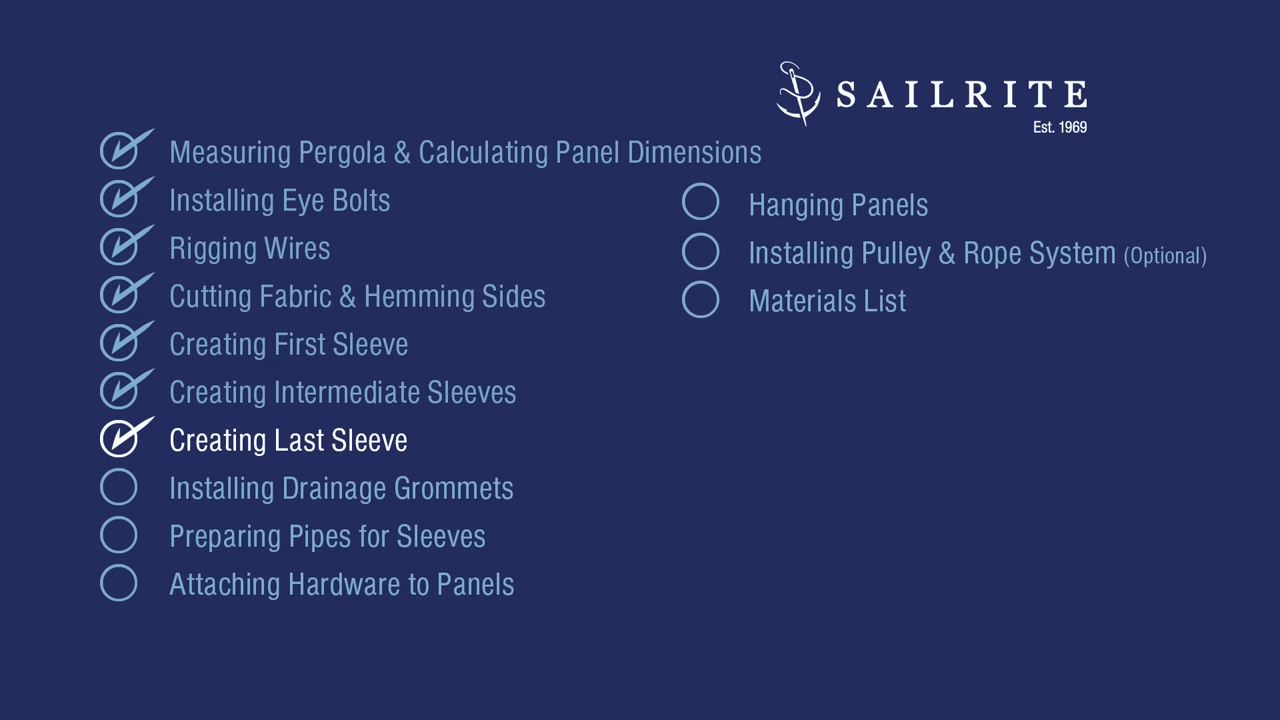 SAILRITE
Est. 1969
Measuring Pergola & Calculating Panel Dimensions
Installing Eye Bolts
Rigging Wires
Cutting Fabric & Hemming Sides
Creating First Sleeve
Creating Intermediate Sleeves
Creating Last Sleeve
Installing Drainage Grommets
Preparing Pipes for Sleeves
Attaching Hardware to Panels
Hanging Panels
Installing Pulley & Rope System (Optional)
Materials List